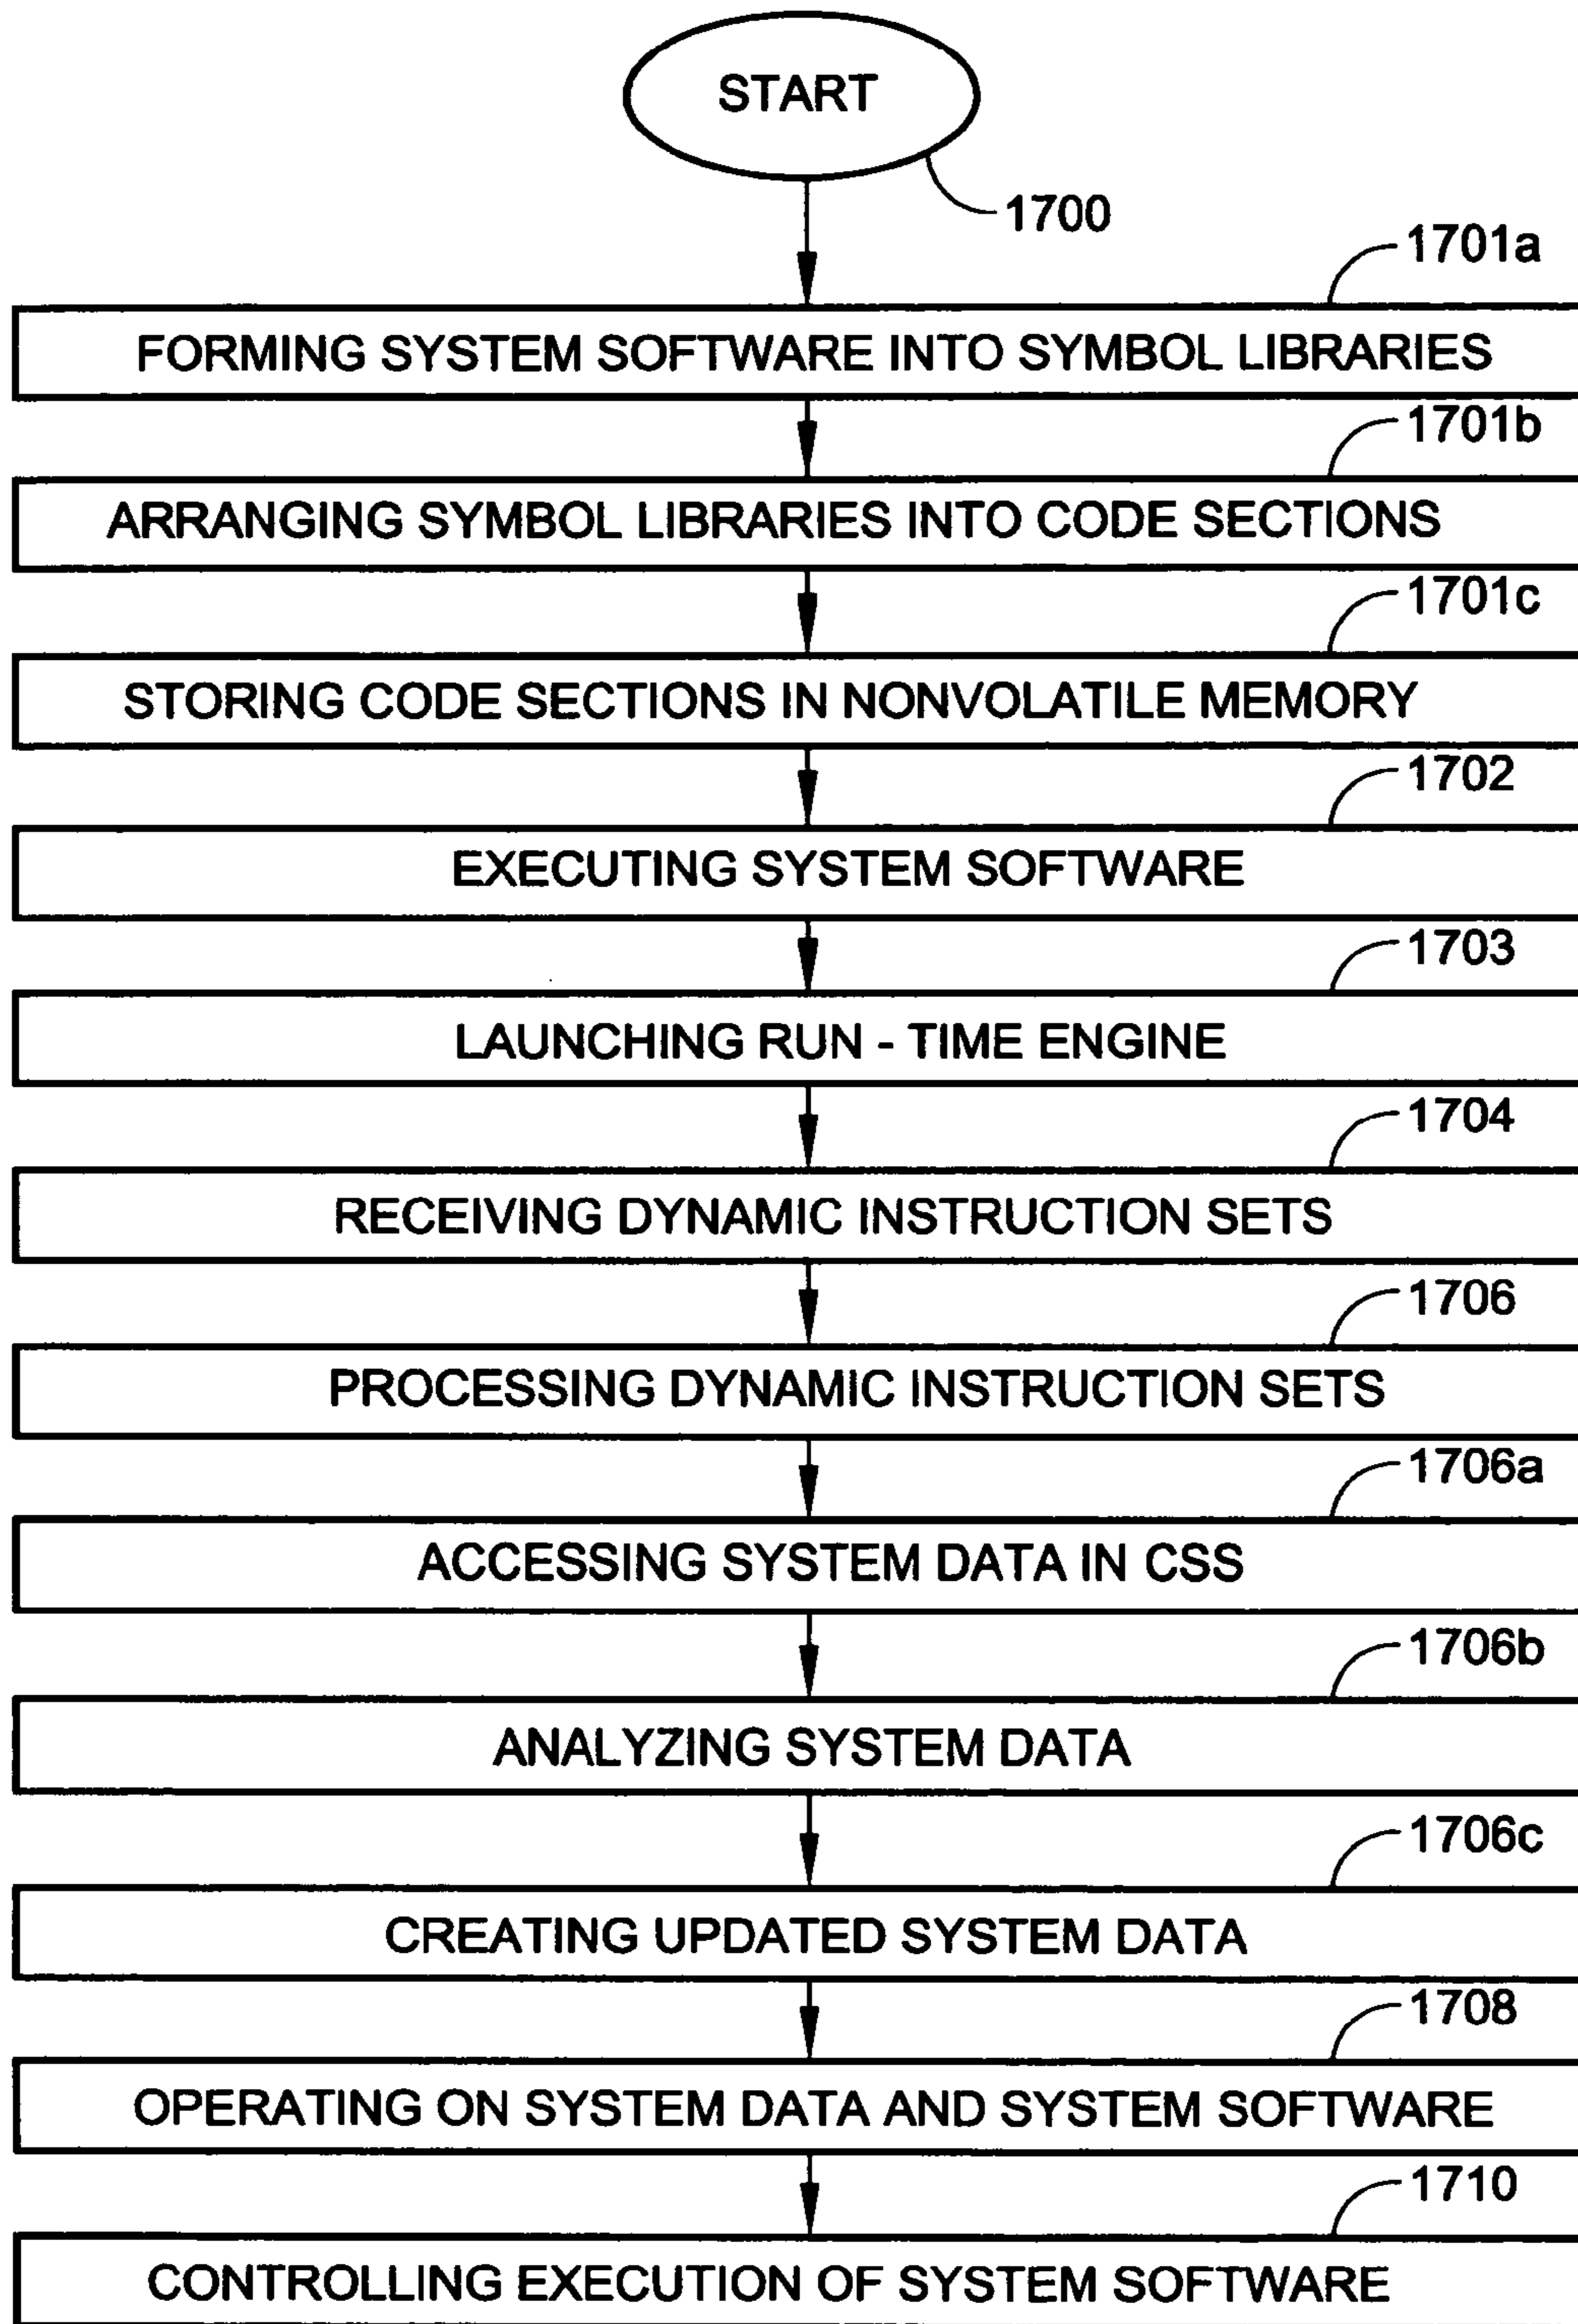 START
1700
1701a
FORMING SYSTEM SOFTWARE INTO SYMBOL LIBRARIES
1701b
ARRANGING SYMBOL LIBRARIES INTO CODE SECTIONS
1701c
STORING CODE SECTIONS IN NONVOLATILE MEMORY
1702
EXECUTING SYSTEM SOFTWARE
1703
LAUNCHING RUN - TIME ENGINE
1704
RECEIVING DYNAMIC INSTRUCTION SETS
1706
PROCESSING DYNAMIC INSTRUCTION SETS
1706a
ACCESSING SYSTEM DATA IN CSS
1706b
ANALYZING SYSTEM DATA
1706c
CREATING UPDATED SYSTEM DATA
1708
OPERATING ON SYSTEM DATA AND SYSTEM SOFTWARE
1710
CONTROLLING EXECUTION OF SYSTEM SOFTWARE